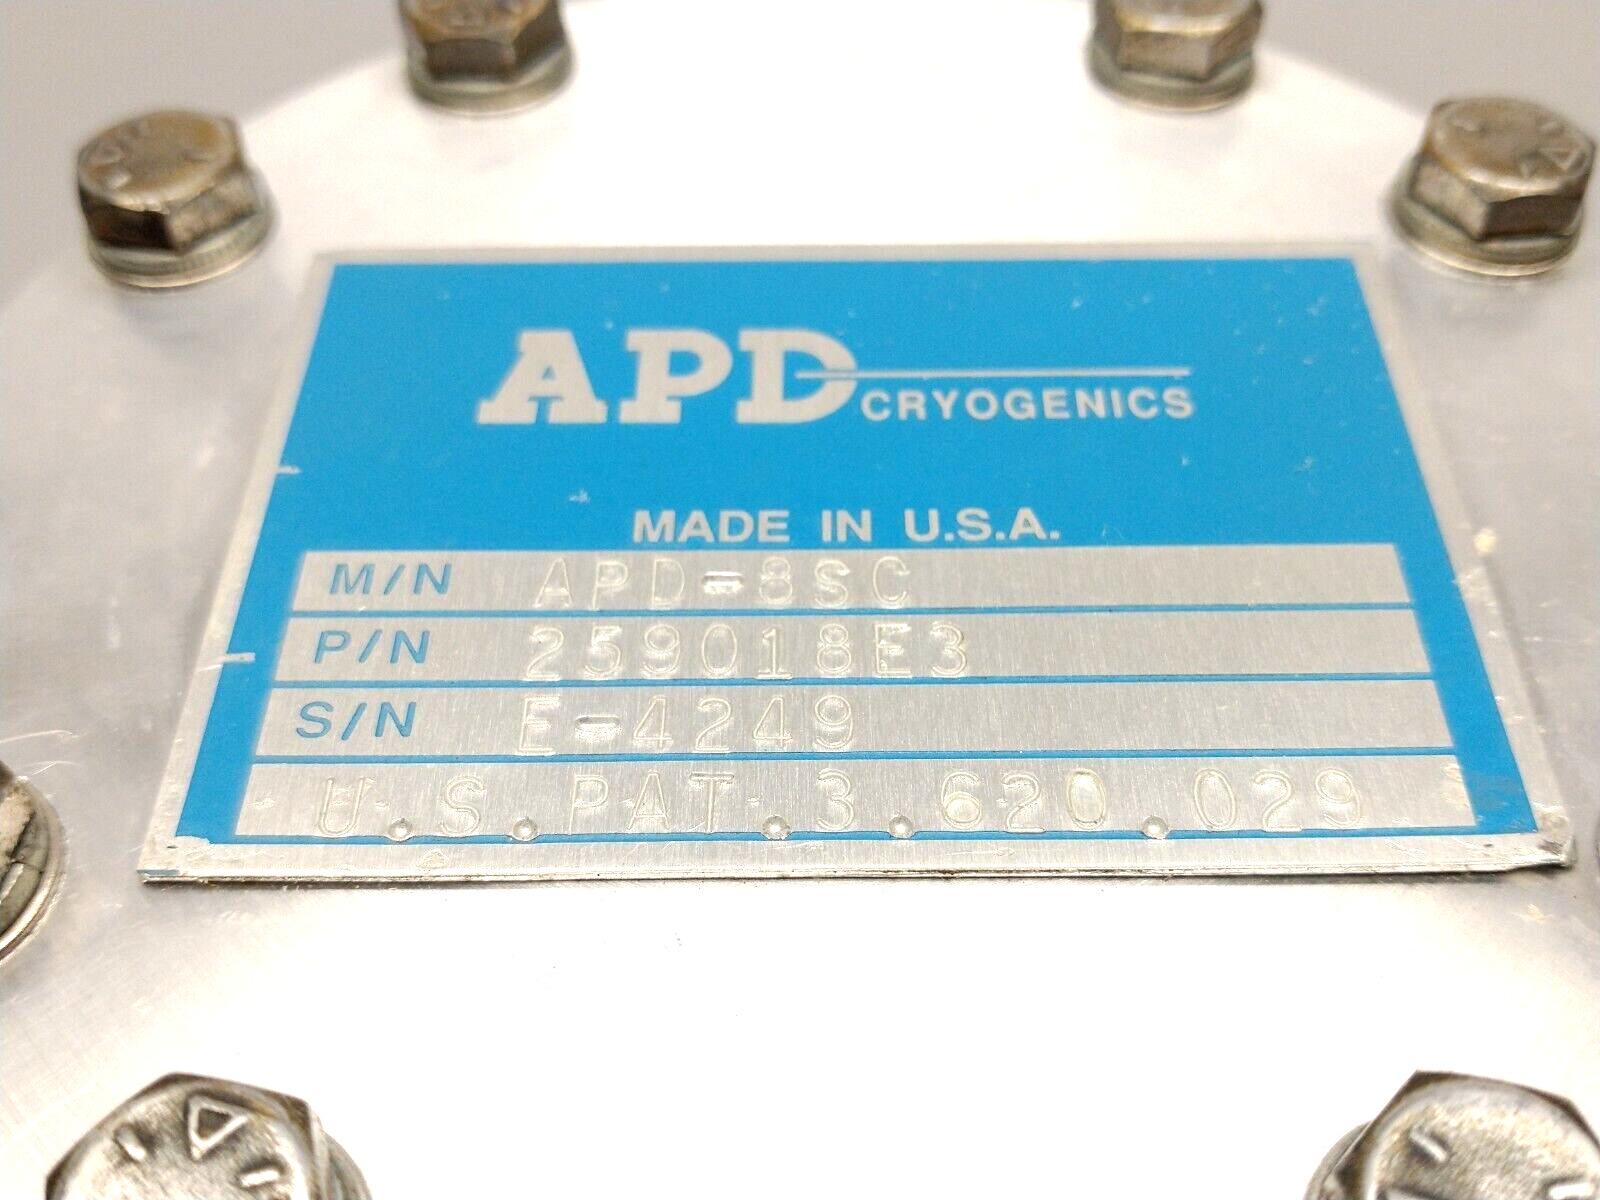 APD CRYOGENICS
MADE IN U.S.A.
M/N APD-8SC
P/N 259018E3
S/N E-4249
U.S.PAT.3.620.029